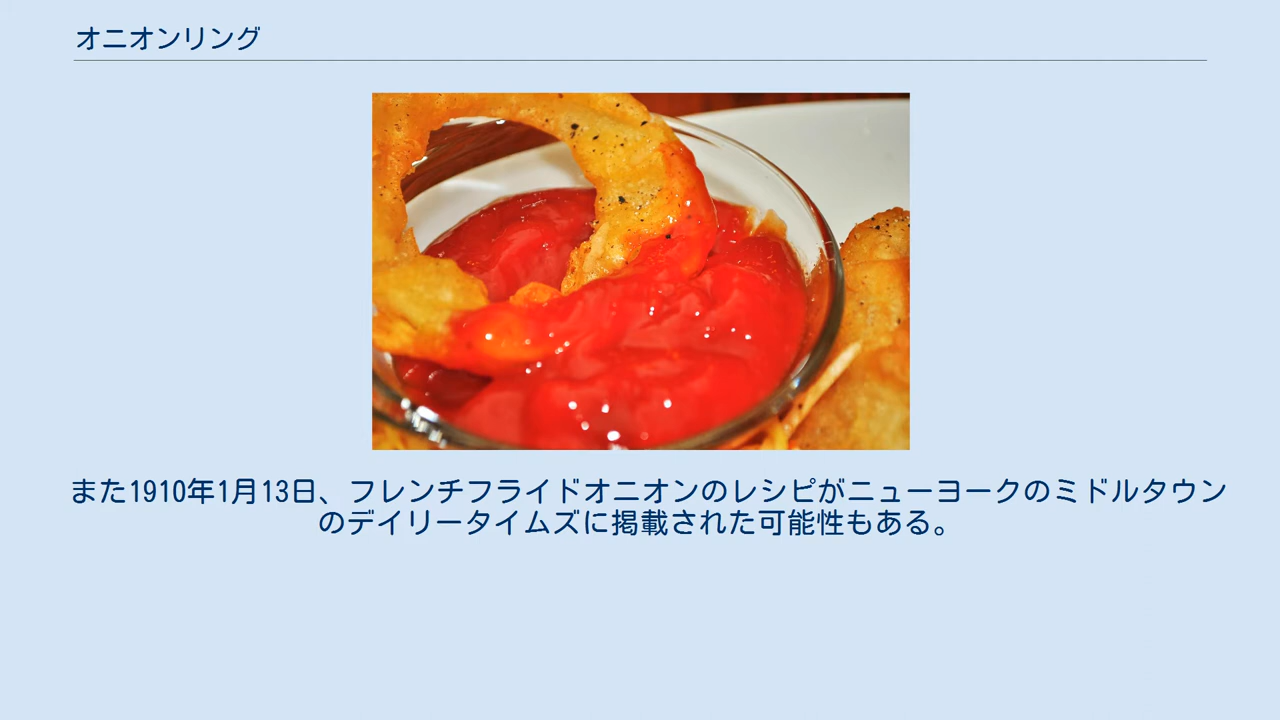 オニオンリング
また1910年1月13日、フレンチフライドオニオンのレシピがニューヨークのミドルタウン
のデイリータイムズに掲載された可能性もある。